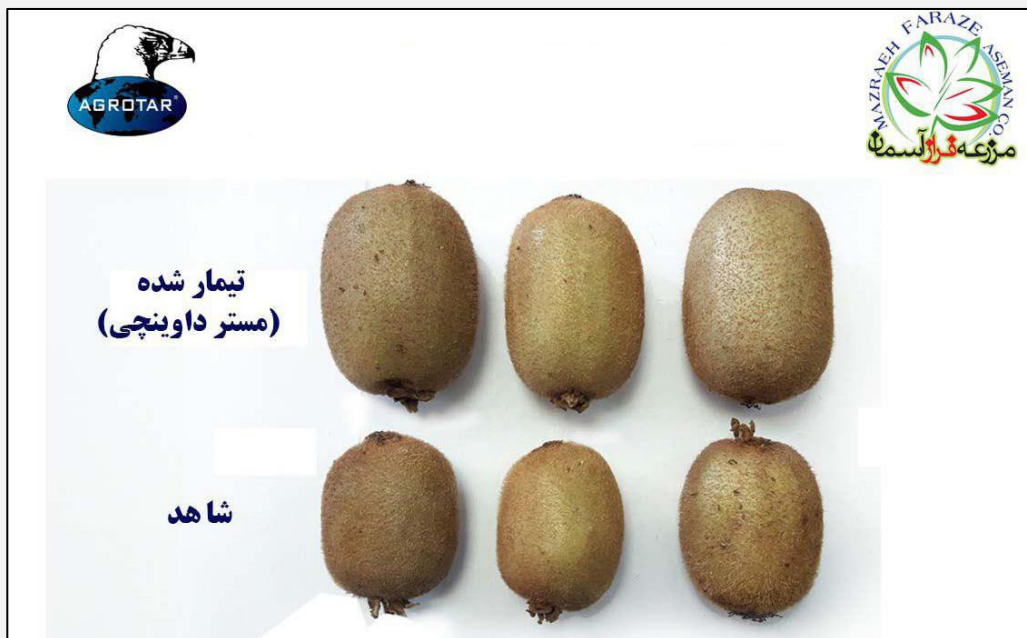 AGROTAR®
MAZRAEH FARAZE ASEMAN CO.
مزرعه فراز آسمان
تیمار شده
(مستر داوینچی)
شاهد